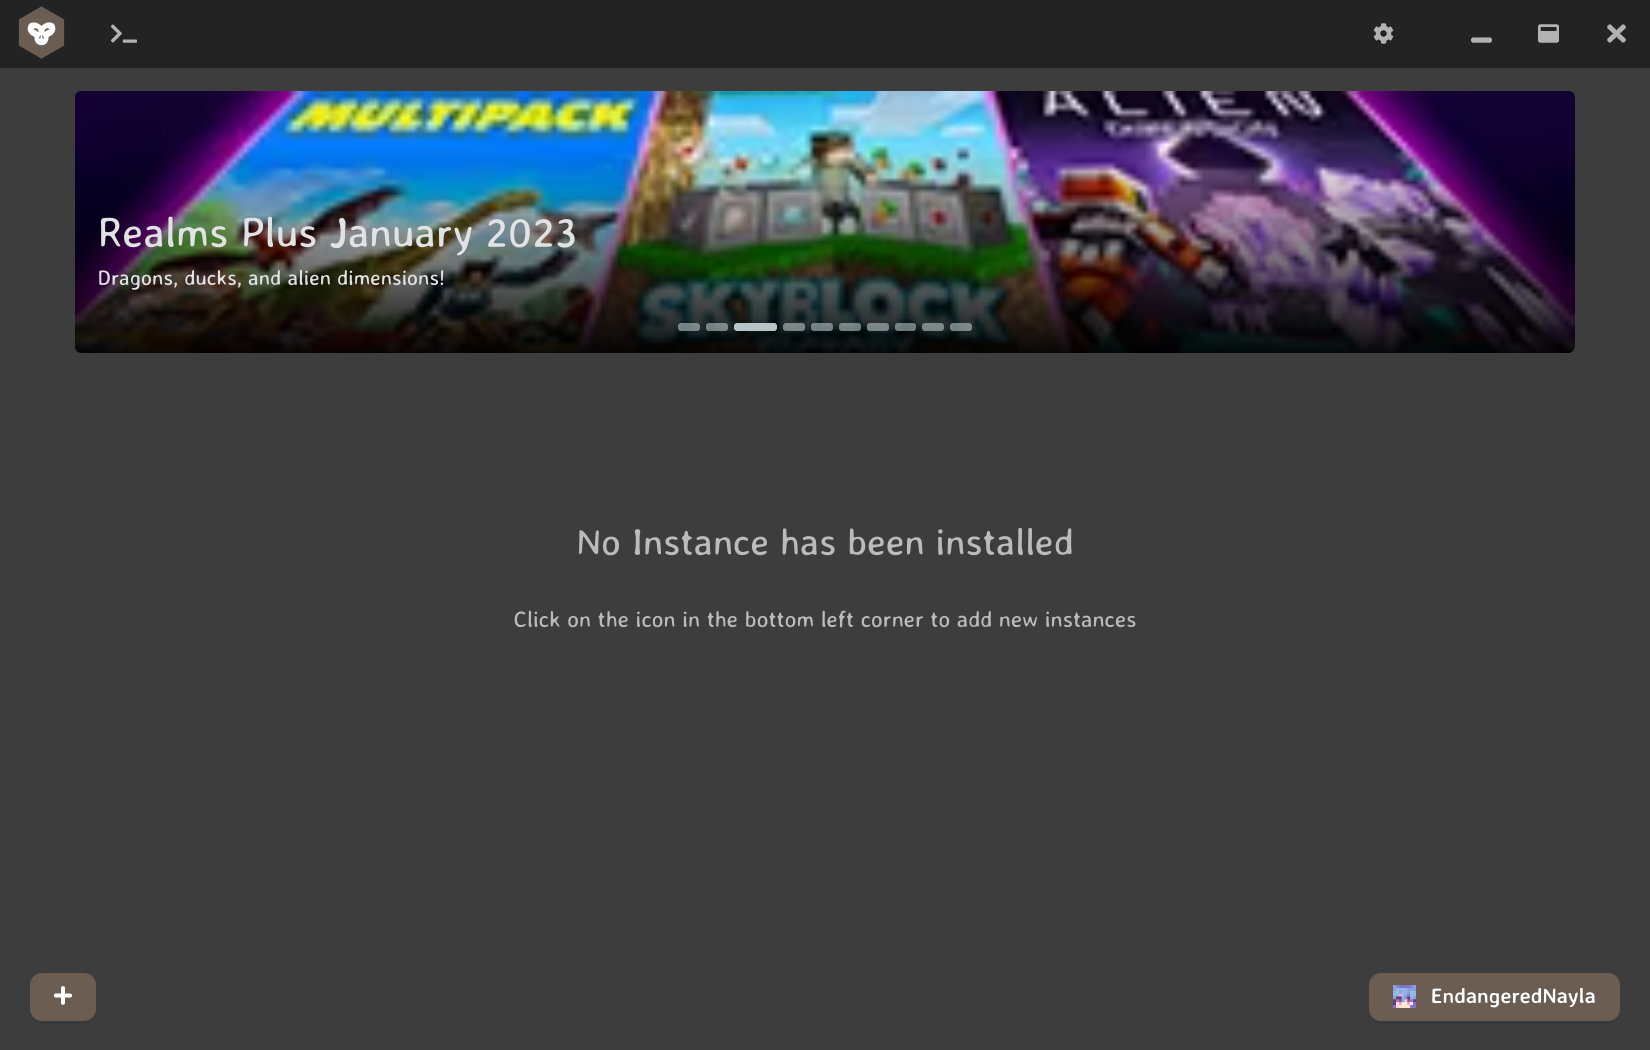 MULTIPACK
ALIEN
Realms Plus January 2023
Dragons, ducks, and alien dimensions!
SKYBLOCK
No Instance has been installed
Click on the icon in the bottom left corner to add new instances
EndangeredNayla